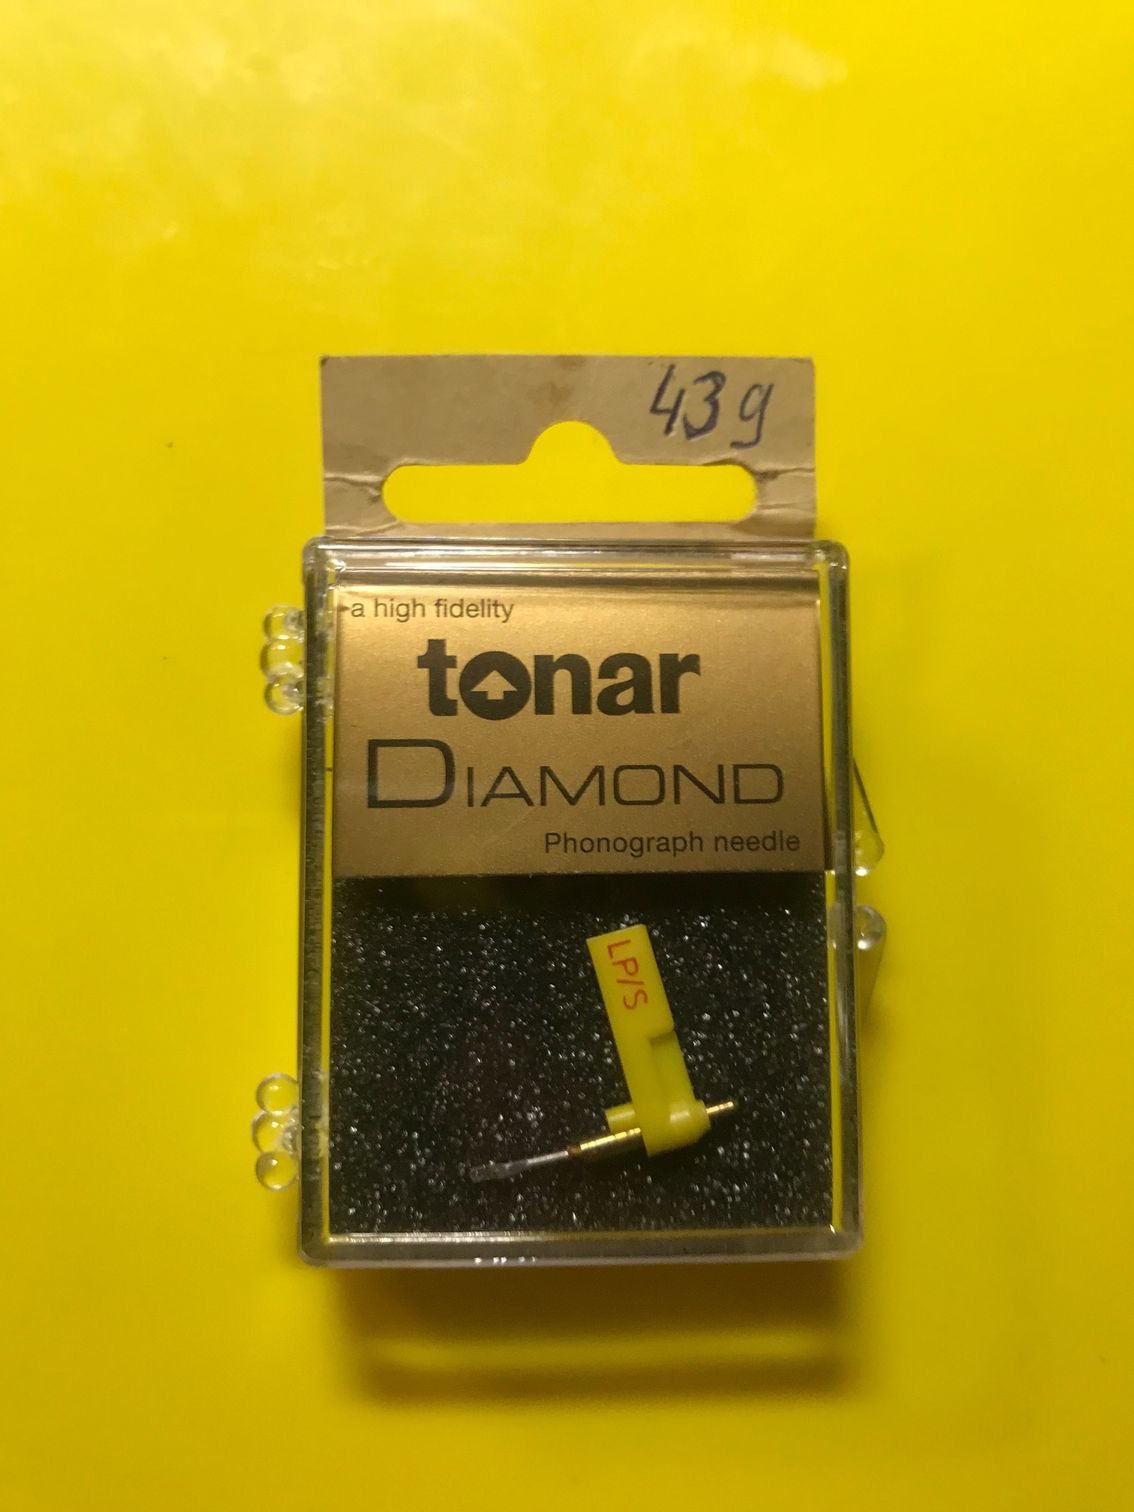 43g
a high fidelity
tonar
DIAMOND
Phonograph needle
LP/S